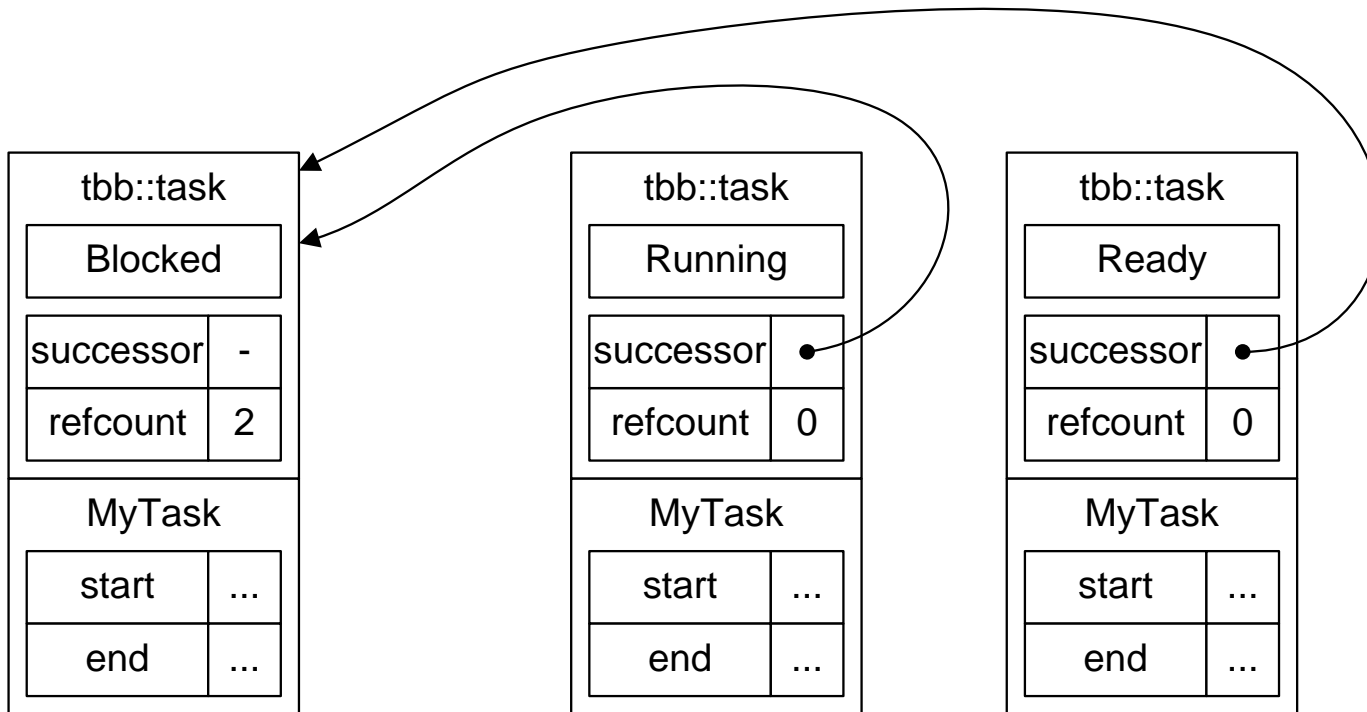 tbb::task
Blocked
successor -
refcount 2
MyTask
start ...
end ...
tbb::task
Running
successor
refcount 0
MyTask
start ...
end ...
tbb::task
Ready
successor
refcount 0
MyTask
start ...
end ...